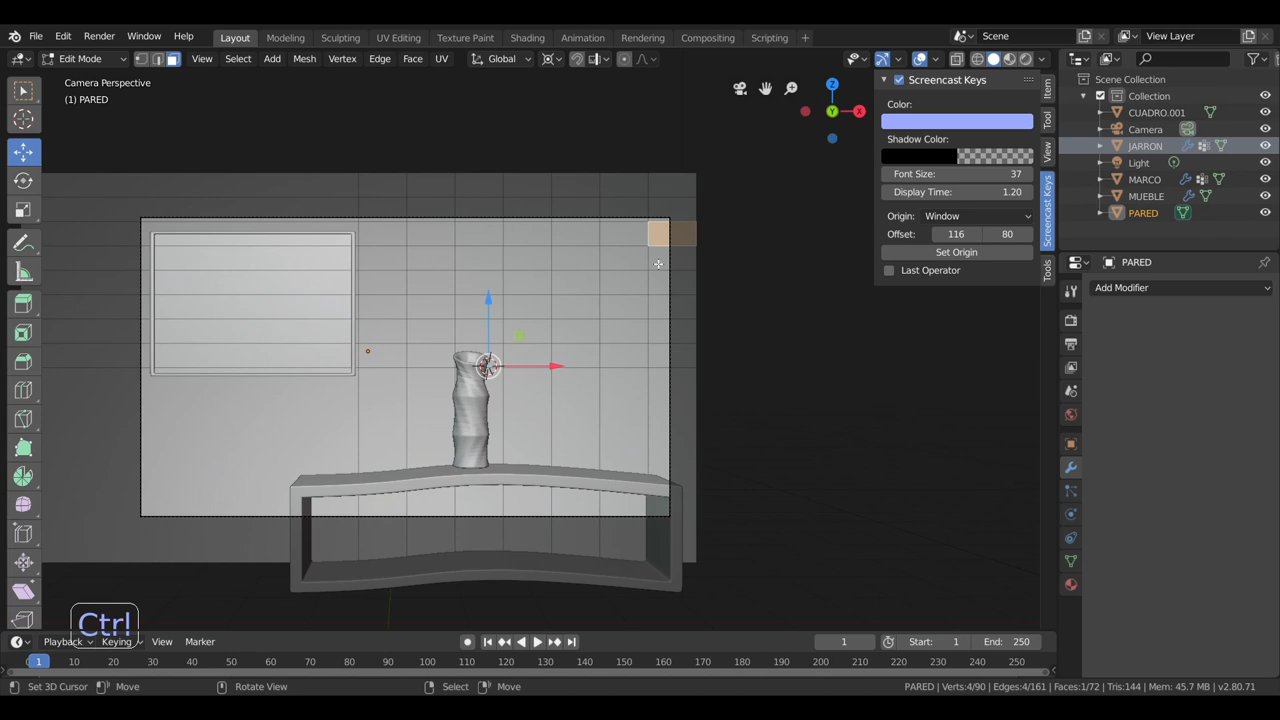 File Edit Render Window Help Layout Modeling Sculpting UV Editing Texture Paint Shading Animation Rendering Compositing Scripting + Scene View Layer
Edit Mode View Select Add Mesh Vertex Edge Face UV Global
Camera Perspective
(1) PARED
X
Y
Z
Screencast Keys
Color:
Shadow Color:
Font Size: 37
Display Time: 1.20
Origin: Window
Offset: 116 80
Set Origin
Last Operator
Item
Tool
View
Screencast Keys
Tools
Scene Collection
Collection
CUADRO.001
Camera
JARRON
Light
MARCO
MUEBLE
PARED
PARED
Add Modifier
Ctrl
Playback Keying View Marker 1 Start: 1 End: 250
1 10 20 30 40 50 60 70 80 90 100 110 120 130 140 150 160 170 180 190 200 210 220 230 240 250
Set 3D Cursor Move Rotate View Select Move PARED | Verts:4/90 | Edges:4/161 | Faces:1/72 | Tris:144 | Mem: 45.7 MB | v2.80.71